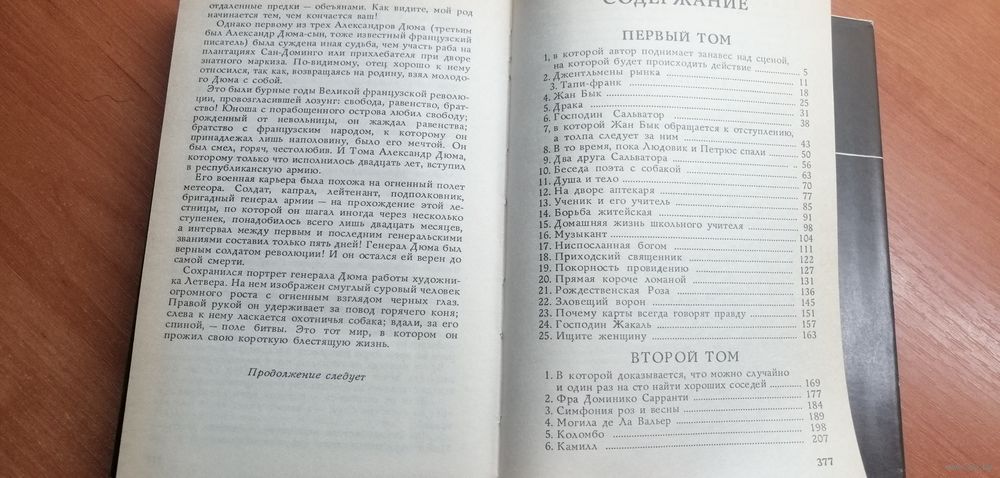 отдаленные предки — обезьяны. Как видите, мой род
начинается тем, чем кончается ваш!
Однако первому из трех Александров Дюма (третьим
был Александр Дюма-сын, тоже известный французский
писатель) была суждена иная судьба, чем участь раба на
плантациях Сан-Доминго или прихлебателя при дворе
знатного маркиза. По-видимому, отец хорошо к нему
относился, так как, возвращаясь на родину, взял молодо-
го Дюма с собой.
Это были бурные годы Великой французской револю-
ции, провозгласившей лозунг: свобода, равенство, брат-
ство! Юноша с порабощенного острова любил свободу;
рожденный от невольницы, он жаждал равенства;
братство с французским народом, к которому он
принадлежал лишь наполовину, было его мечтой. Он
был смел, горяч, честолюбив. И Тома Александр Дюма,
которому только что исполнилось двадцать лет, вступил
в республиканскую армию.
Его военная карьера была похожа на огненный полет
метеора. Солдат, капрал, лейтенант, подполковник,
бригадный генерал армии — на прохождение этой ле-
стницы, по которой он шагал иногда через несколько
ступенек, понадобилось всего лишь двадцать месяцев,
а интервал между первым и последним генеральскими
званиями составил только пять дней! Генерал Дюма был
верным солдатом революции! И он остался ей верен до
самой смерти.
Сохранился портрет генерала Дюма работы художни-
ка Летвера. На нем изображен смуглый суровый человек
огромного роста с огненным взглядом черных глаз.
Правой рукой он удерживает за повод горячего коня;
слева к нему ласкается охотничья собака; вдали, за его
спиной, — поле битвы. Это тот мир, в котором он
прожил свою короткую блестящую жизнь.
Продолжение следует
СОДЕРЖАНИЕ
ПЕРВЫЙ ТОМ
1, в которой автор поднимает занавес над сценой,
на которой будет происходить действие 5
2. Джентльмены рынка 11
3. Тапи-франк 18
4. Жан Бык 25
5. Драка 31
6. Господин Сальватор 38
7, в которой Жан Бык обращается к отступлению,
а толпа следует за ним 43
8. В то время, пока Людовик и Петрюс спали 50
9. Два друга Сальватора 56
10. Беседа поэта с собакой 63
11. Душа и тело 70
12. На дворе аптекаря 77
13. Ученик и его учитель 85
14. Борьба житейская 91
15. Домашняя жизнь школьного учителя 98
16. Музыкант 104
17. Ниспосланная богом 111
18. Приходский священник 122
19. Покорность провидению 127
20. Прямая короче ломаной 131
21. Рождественская Роза 136
22. Зловещий ворон 145
23. Почему карты всегда говорят правду 151
24. Господин Жакаль 157
25. Ищите женщину 163
ВТОРОЙ ТОМ
1. В которой доказывается, что можно случайно
и один раз на сто найти хороших соседей 169
2. Фра Доминико Сарранти 177
3. Симфония роз и весны 184
4. Могила де Ла Вальер 189
5. Коломбо 198
6. Камилл 207
377